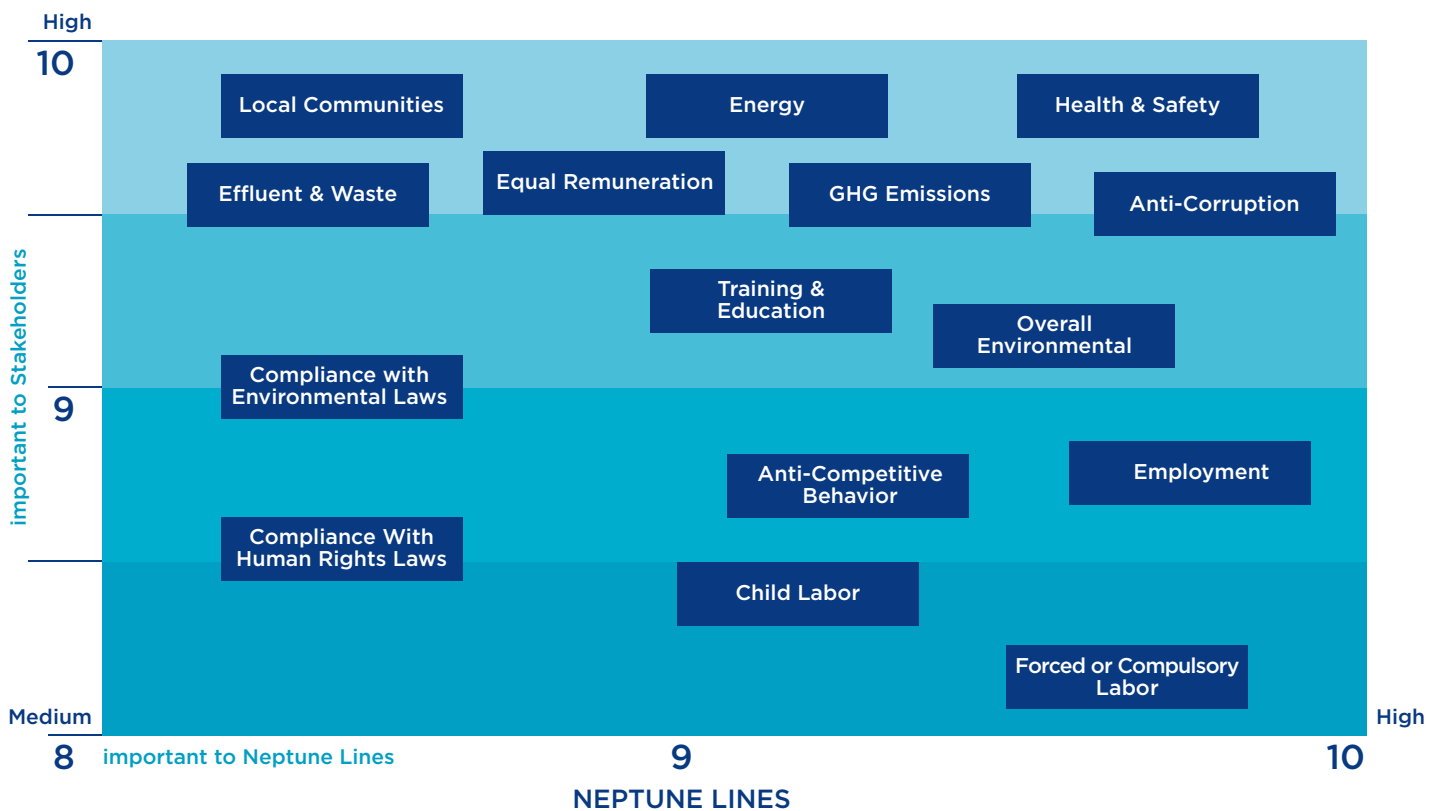 High
10
Local Communities
Energy
Health & Safety
Effluent & Waste
Equal Remuneration
GHG Emissions
Anti-Corruption
important to Stakeholders
Training &
Education
Overall
Environmental
Compliance with
Environmental Laws
9
Anti-Competitive
Behavior
Employment
Compliance With
Human Rights Laws
Child Labor
Forced or Compulsory
Labor
Medium
High
8
important to Neptune Lines
9
10
NEPTUNE LINES